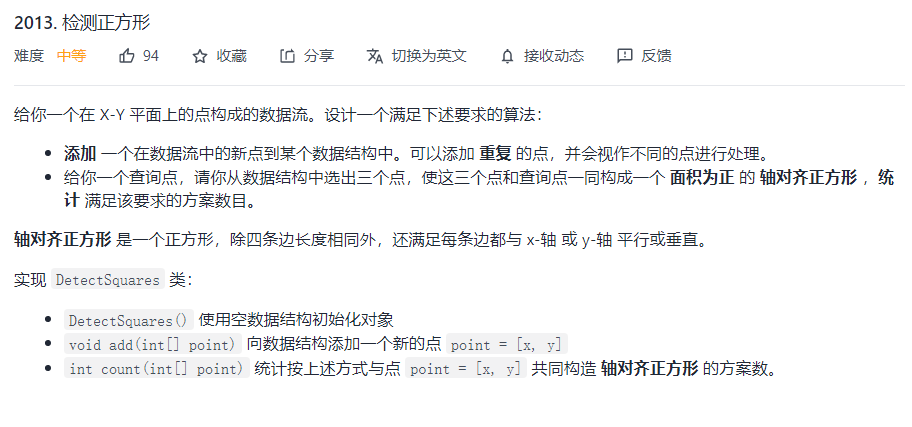 2013. 检测正方形
难度 中等 94 收藏 分享 切换为英文 接收动态 反馈
给你一个在 X-Y 平面上的点构成的数据流。设计一个满足下述要求的算法：
添加 一个在数据流中的新点到某个数据结构中。可以添加 重复 的点，并会视作不同的点进行处理。
给你一个查询点，请你从数据结构中选出三个点，使这三个点和查询点一同构成一个 面积为正 的 轴对齐正方形 ，统
计 满足该要求的方案数目。
轴对齐正方形 是一个正方形，除四条边长度相同外，还满足每条边都与 x-轴 或 y-轴 平行或垂直。
实现 DetectSquares 类：
DetectSquares() 使用空数据结构初始化对象
void add(int[] point) 向数据结构添加一个新的点 point = [x, y]
int count(int[] point) 统计按上述方式与点 point = [x, y] 共同构造 轴对齐正方形 的方案数。